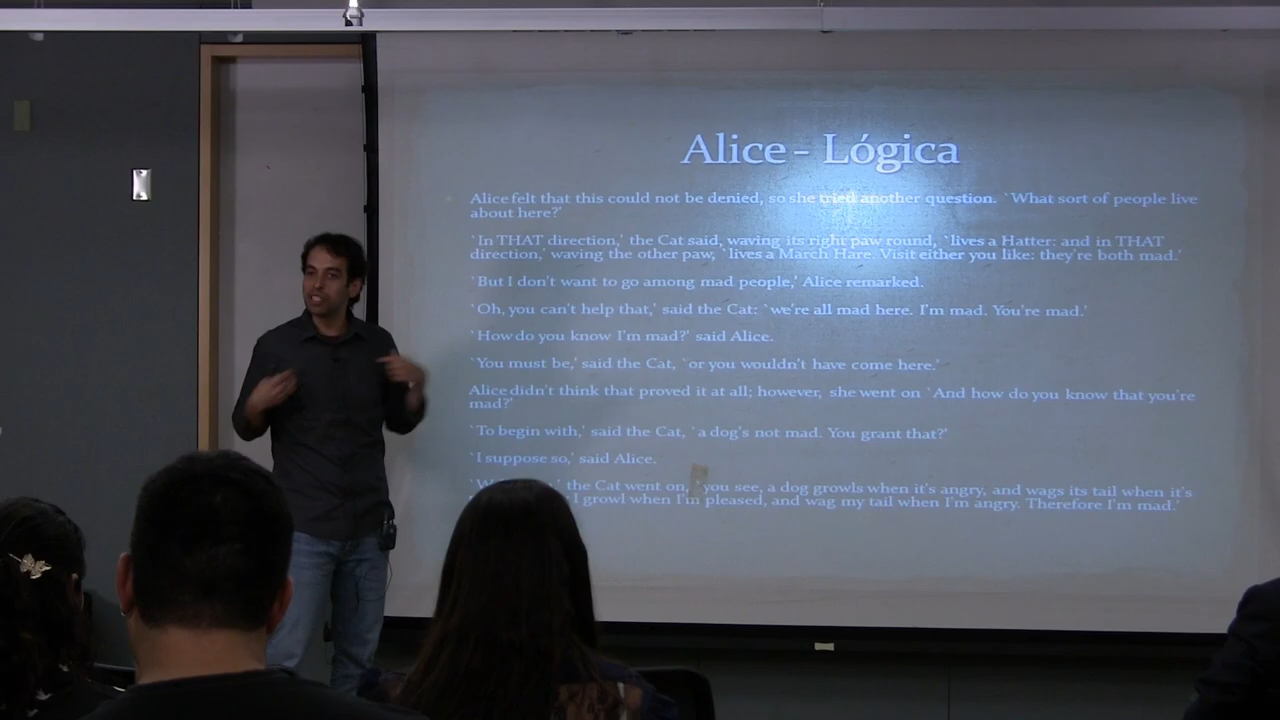 Alice - Lógica
Alice felt that this could not be denied, so she tried another question. `What sort of people live
about here?'
`In THAT direction,' the Cat said, waving its right paw round, `lives a Hatter: and in THAT
direction,' waving the other paw, `lives a March Hare. Visit either you like: they're both mad.'
`But I don't want to go among mad people,' Alice remarked.
`Oh, you can't help that,' said the Cat: `we're all mad here. I'm mad. You're mad.'
`How do you know I'm mad?' said Alice.
`You must be,' said the Cat, `or you wouldn't have come here.'
Alice didn't think that proved it at all; however, she went on `And how do you know that you're
mad?'
`To begin with,' said the Cat, `a dog's not mad. You grant that?'
`I suppose so,' said Alice.
the Cat went on, `you see, a dog growls when it's angry, and wags its tail when it's
I growl when I'm pleased, and wag my tail when I'm angry. Therefore I'm mad.'